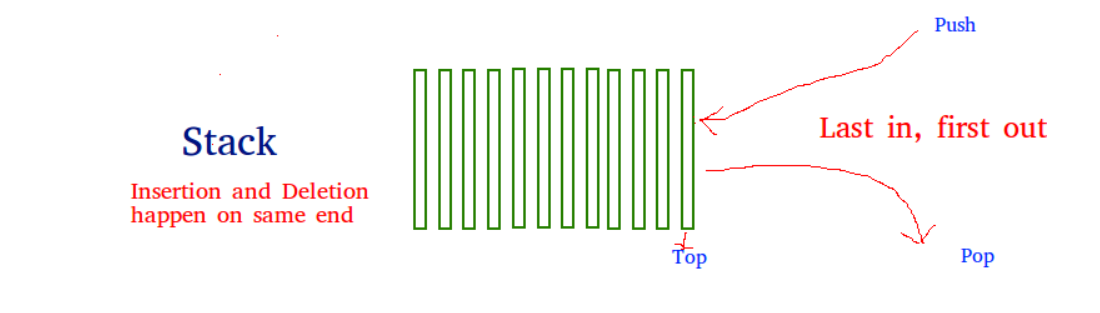 Push
Last in, first out
Stack
Insertion and Deletion
happen on same end
Top
Pop